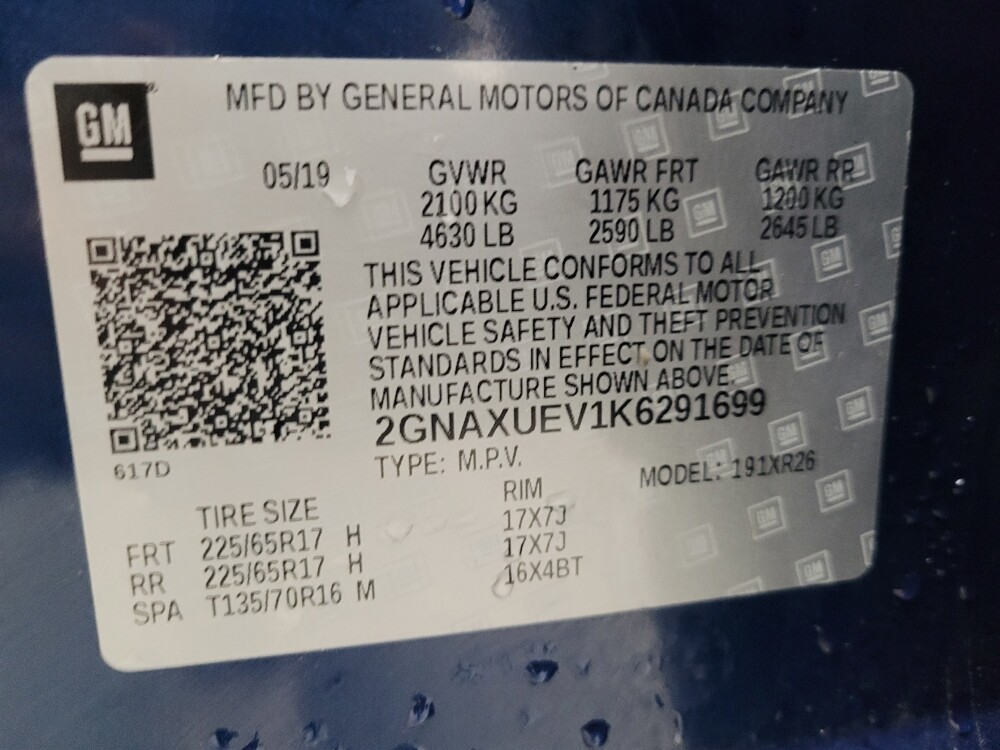 GM
MFD BY GENERAL MOTORS OF CANADA COMPANY
05/19 GVWR GAWR FRT GAWR RR
2100 KG 1175 KG 1200 KG
4630 LB 2590 LB 2645 LB
THIS VEHICLE CONFORMS TO ALL
APPLICABLE U.S. FEDERAL MOTOR
VEHICLE SAFETY AND THEFT PREVENTION
STANDARDS IN EFFECT ON THE DATE OF
MANUFACTURE SHOWN ABOVE.
2GNAXUEV1K6291699
617D TYPE: M.P.V. MODEL: 191XR26
TIRE SIZE RIM
FRT 225/65R17 H 17X7J
RR 225/65R17 H 17X7J
SPA T135/70R16 M 16X4BT